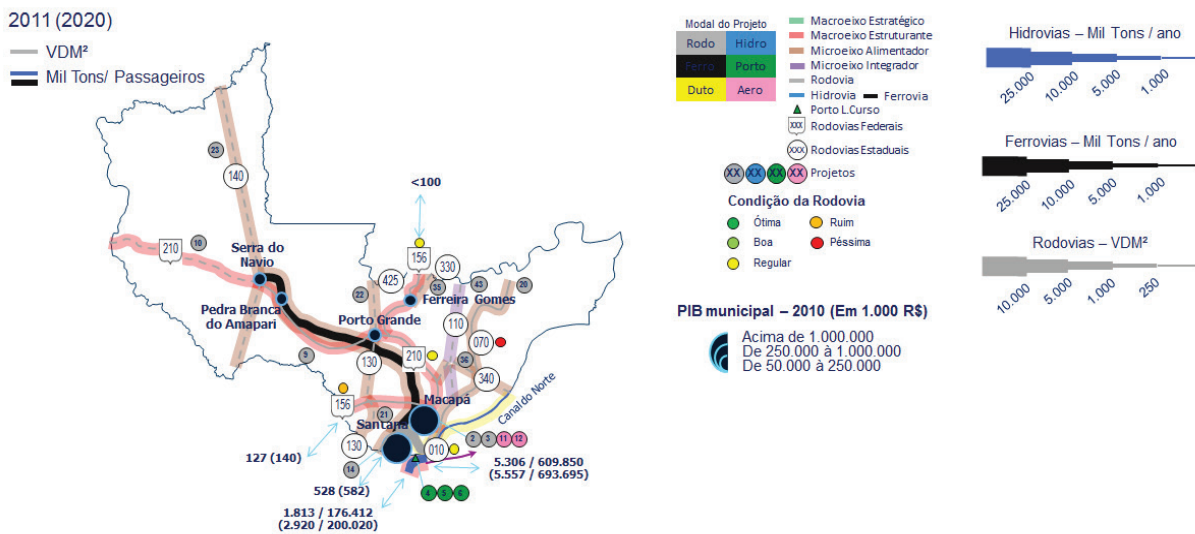 2011 (2020)
VDM²
Mil Tons/ Passageiros
Modal do Projeto
Rodo
Hidro
Ferro
Porto
Duto
Aero
Macroeixo Estratégico
Macroeixo Estruturante
Microeixo Alimentador
Microeixo Integrador
Rodovia
Hidrovia
Ferrovia
Porto L.Curso
XXX
Rodovias Federais
XXX
Rodovias Estaduais
XX XX XX XX
Projetos
Condição da Rodovia
Ótima
Ruim
Boa
Péssima
Regular
PIB municipal – 2010 (Em 1.000 R$)
Acima de 1.000.000
De 250.000 à 1.000.000
De 50.000 à 250.000
Hidrovias – Mil Tons / ano
25.000
10.000
5.000
1.000
Ferrovias – Mil Tons / ano
25.000
10.000
5.000
1.000
Rodovias – VDM²
10.000
5.000
1.000
250
23
140
<100
210
10
Serra do
Navio
156
330
425
22
35
43
20
Ferreira Gomes
Pedra Branca
do Amapari
Porto Grande
110
070
9
130
210
36
340
156
21
Macapá
Santana
Canal do Norte
2
3
11
12
130
010
14
127 (140)
528 (582)
5.306 / 609.850
(5.557 / 693.695)
4
5
6
1.813 / 176.412
(2.920 / 200.020)